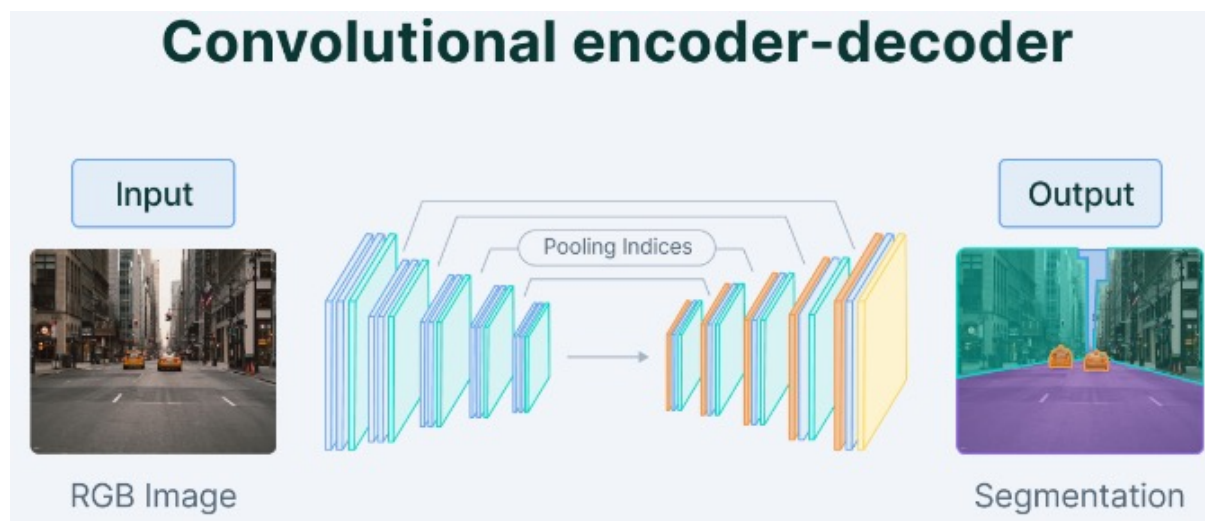 Convolutional encoder-decoder
Input
Output
Pooling Indices
RGB Image
Segmentation